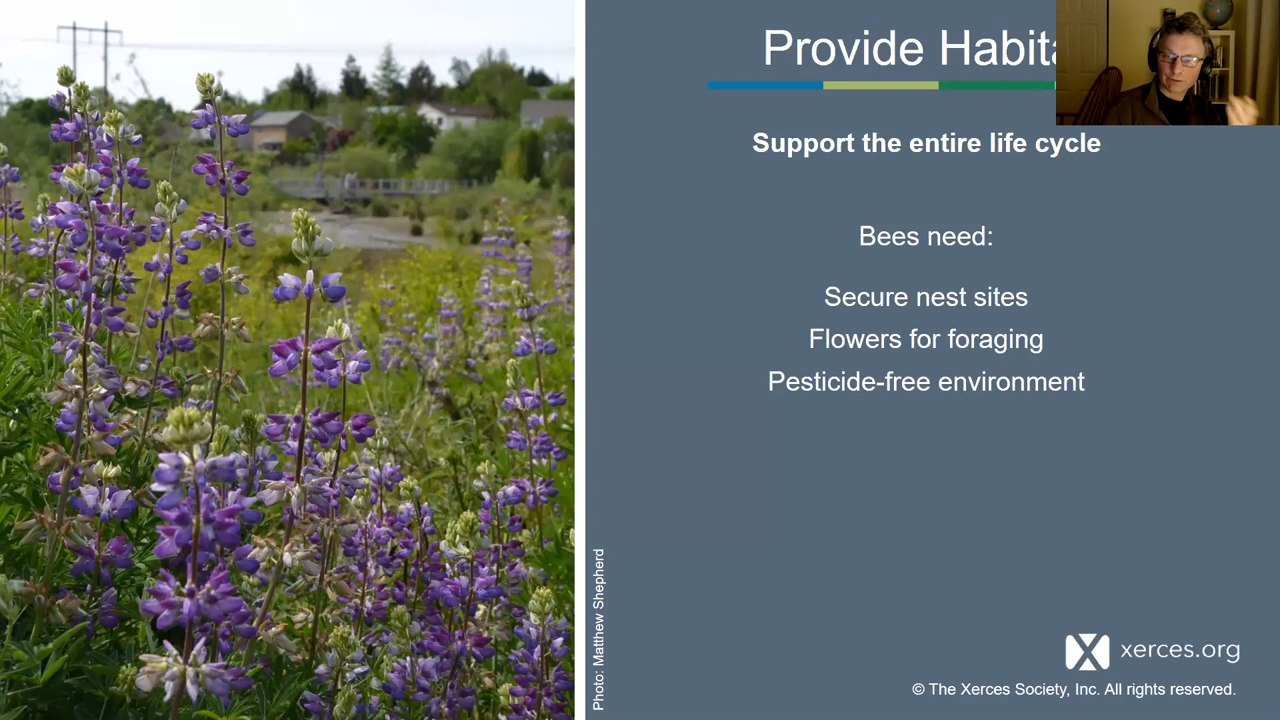 Provide Habita
Support the entire life cycle
Bees need:
Secure nest sites
Flowers for foraging
Pesticide-free environment
Photo: Matthew Shepherd
xerces.org
© The Xerces Society, Inc. All rights reserved.